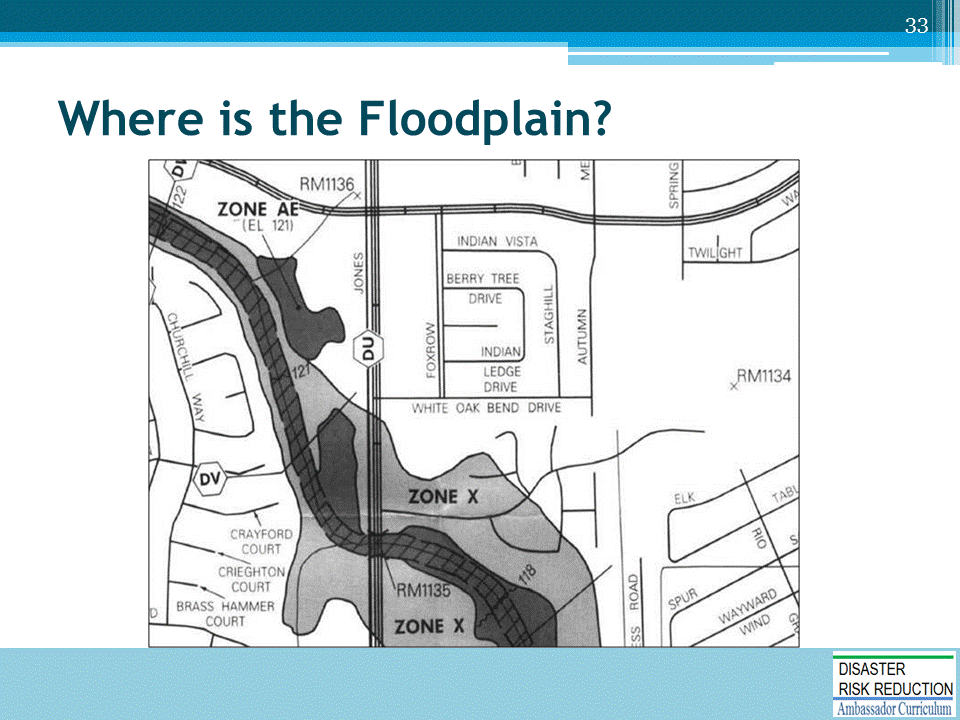 33
Where is the Floodplain?
122
RM1136
ZONE AE
(EL 121)
SPRING
TWILIGHT
JONES
INDIAN VISTA
BERRY TREE
DRIVE
STAGHILL
AUTUMN
FOXROW
INDIAN
LEDGE
DRIVE
DU
CHURCHILL WAY
121
RM1134
WHITE OAK BEND DRIVE
DV
ZONE X
ELK
RIO
CRAYFORD
COURT
CRIEGHTON
COURT
BRASS HAMMER
COURT
RM1135
118
ZONE X
ROAD
SPUR
WAYWARD
WIND
DISASTER
RISK REDUCTION
Ambassador Curriculum